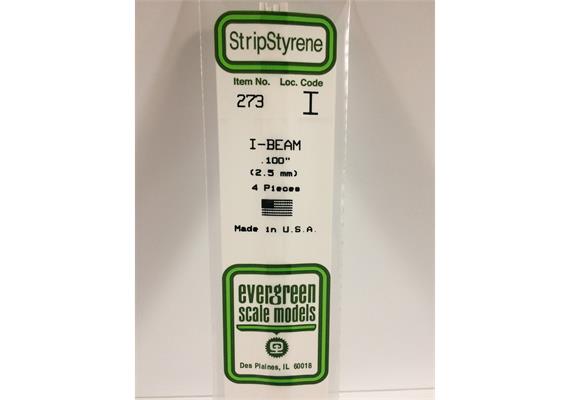 StripStyrene
Item No. Loc. Code
273 I
I-BEAM
.100"
(2.5 mm)
4 Pieces
Made in U.S.A.
evergreen
scale models
Des Plaines, IL 60018